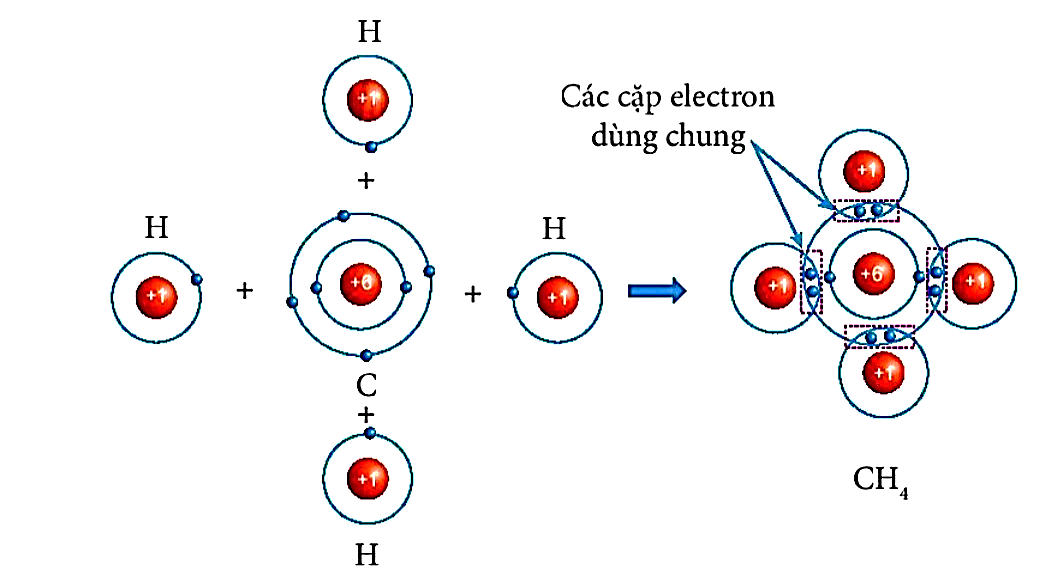 H
+1
+
Các cặp electron
dùng chung
H
+1
+
+6
C
+
H
+1
+
+1
H
+1
+1
+6
+1
+1
CH₄